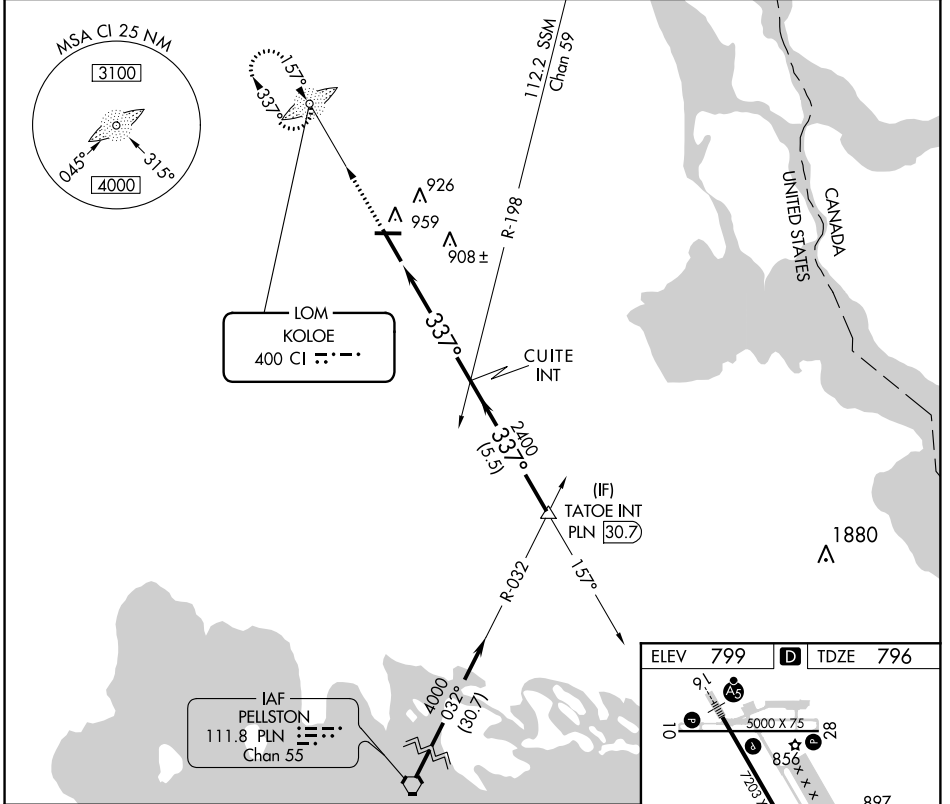 MSA CI 25 NM
3100
045°
315°
4000
157°
337°
112.2 SSM
Chan 59
R-198
926
959
908 ±
CANADA
UNITED STATES
LOM
KOLOE
400 CI
337°
CUITE
INT
2400
337°
(5.5)
(IF)
TATOE INT
PLN 30.7
157°
R-032
1880
4000
032°
(30.7)
IAF
PELLSTON
111.8 PLN
Chan 55
ELEV 799 D TDZE 796
16
A5
P
10
5000 X 75
28
P
P
856
7203 X
897